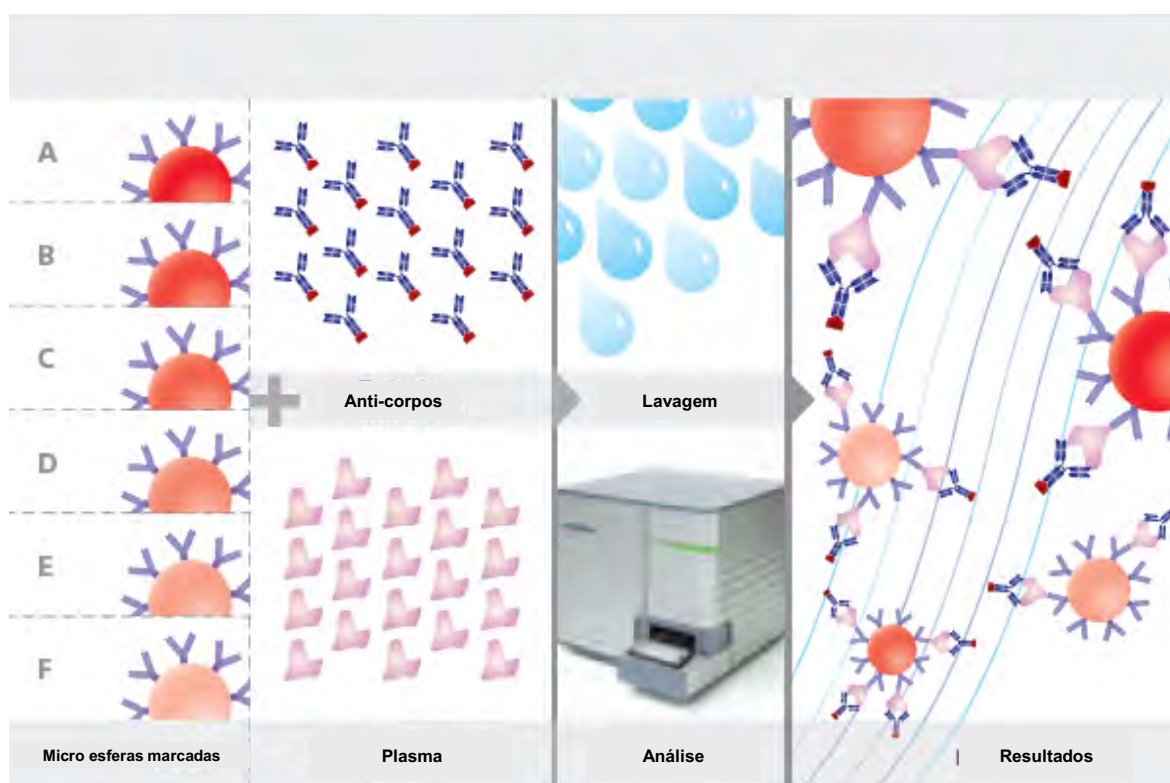 A
B
C
D
E
F
Anti-corpos
Lavagem
Micro esferas marcadas
Plasma
Análise
Resultados